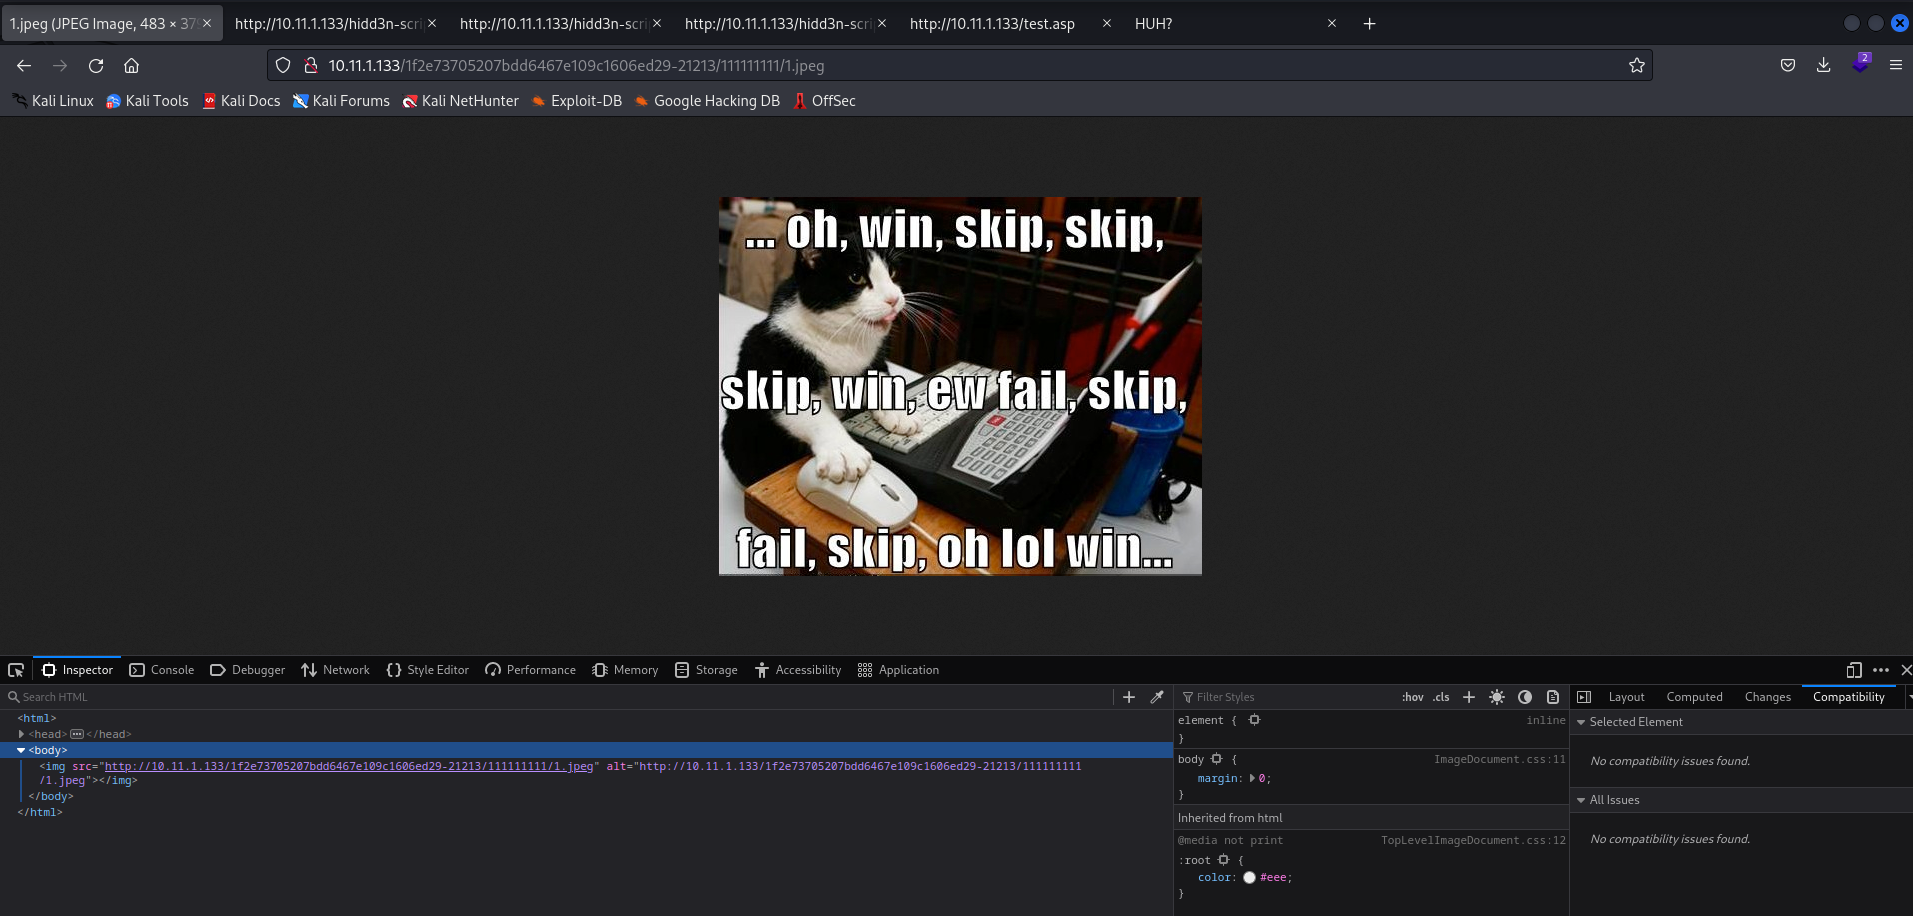 1.jpeg (JPEG Image, 483 × 379
http://10.11.1.133/hidd3n-scri
http://10.11.1.133/hidd3n-scri
http://10.11.1.133/hidd3n-scri
http://10.11.1.133/test.asp
HUH?
10.11.1.133/1f2e73705207bdd6467e109c1606ed29-21213/111111111/1.jpeg
2
Kali Linux
Kali Tools
Kali Docs
Kali Forums
Kali NetHunter
Exploit-DB
Google Hacking DB
OffSec
... oh, win, skip, skip,
skip, win, ew fail, skip,
fail, skip, oh lol win...
Inspector
Console
Debugger
Network
Style Editor
Performance
Memory
Storage
Accessibility
Application
Search HTML
Filter Styles
:hov .cls
Layout
Computed
Changes
Compatibility
<html>
<head> </head>
<body>
<img src="http://10.11.1.133/1f2e73705207bdd6467e109c1606ed29-21213/111111111/1.jpeg" alt="http://10.11.1.133/1f2e73705207bdd6467e109c1606ed29-21213/111111111
/1.jpeg"></img>
</body>
</html>
element { inline
}
body { ImageDocument.css:11
margin: 0;
}
Inherited from html
@media not print TopLevelImageDocument.css:12
:root {
color: #eee;
}
Selected Element
No compatibility issues found.
All Issues
No compatibility issues found.